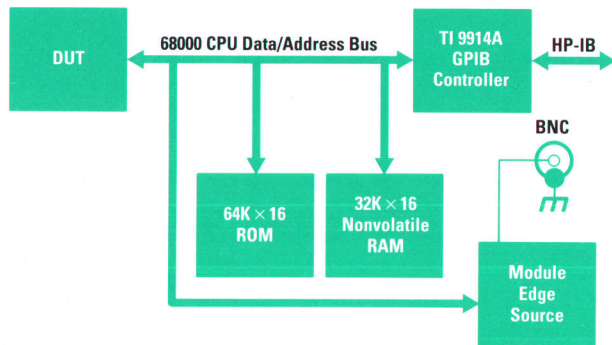 DUT
68000 CPU Data/Address Bus
TI 9914A
GPIB
Controller
HP-IB
BNC
64K × 16
ROM
32K × 16
Nonvolatile
RAM
Module
Edge
Source